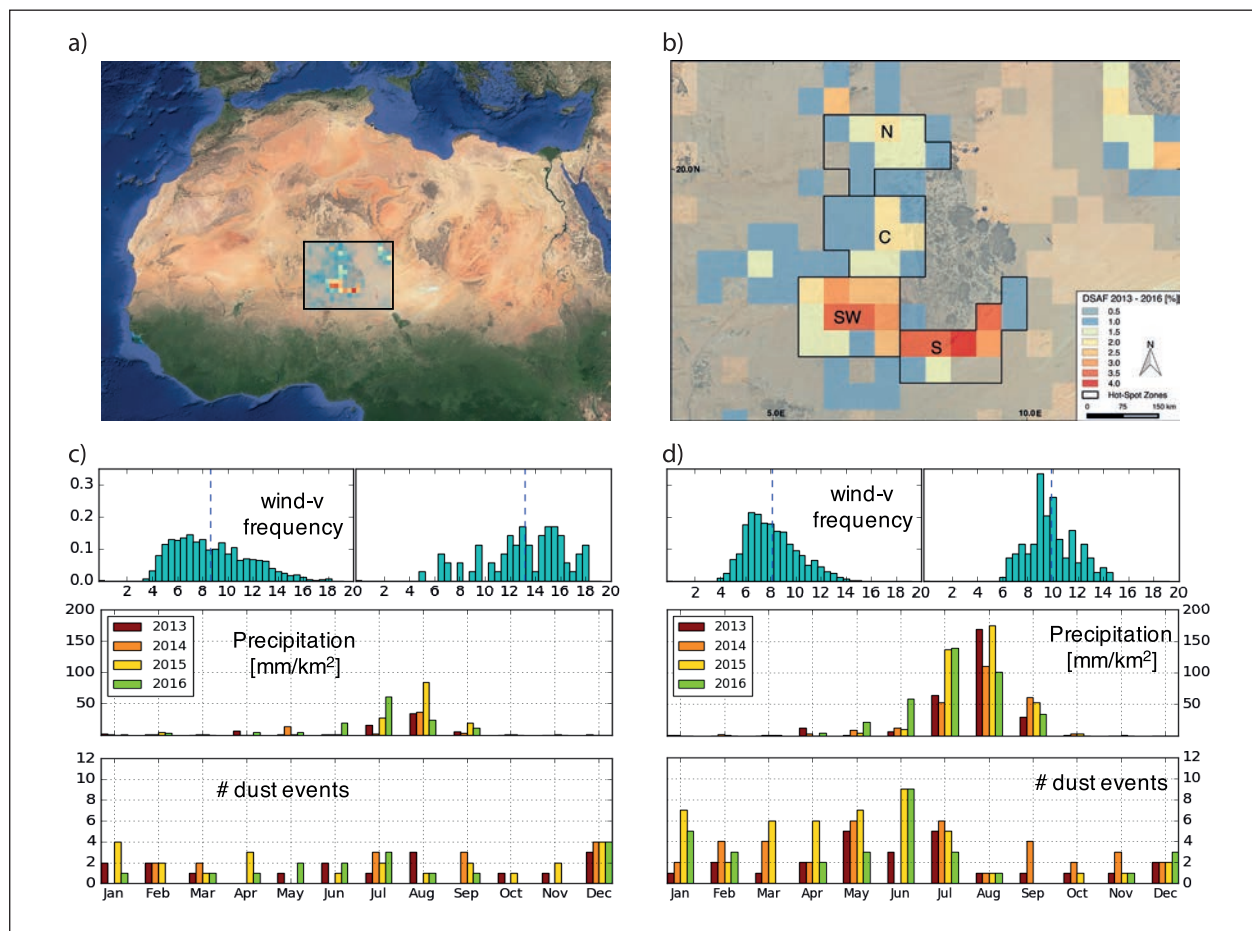 a)
b)
N
20.0 N
C
SW
S
5.0 E
10.0 E
DSAF 2013 - 2016 [%]
0.5
1.0
1.5
2.0
2.5
3.0
3.5
4.0
Hot-Spot Zones
0 75 150 km
N
c)
0.3
0.2
0.1
0.0
wind-v
frequency
2 4 6 8 10 12 14 16 18 20
2 4 6 8 10 12 14 16 18 20
200
150
100
50
2013
2014
2015
2016
Precipitation
[mm/km²]
12
10
8
6
4
2
0
# dust events
Jan Feb Mar Apr May Jun Jul Aug Sep Oct Nov Dec
d)
wind-v
frequency
2 4 6 8 10 12 14 16 18 20
2 4 6 8 10 12 14 16 18 20
2013
2014
2015
2016
Precipitation
[mm/km²]
200
150
100
50
# dust events
12
10
8
6
4
2
0
Jan Feb Mar Apr May Jun Jul Aug Sep Oct Nov Dec